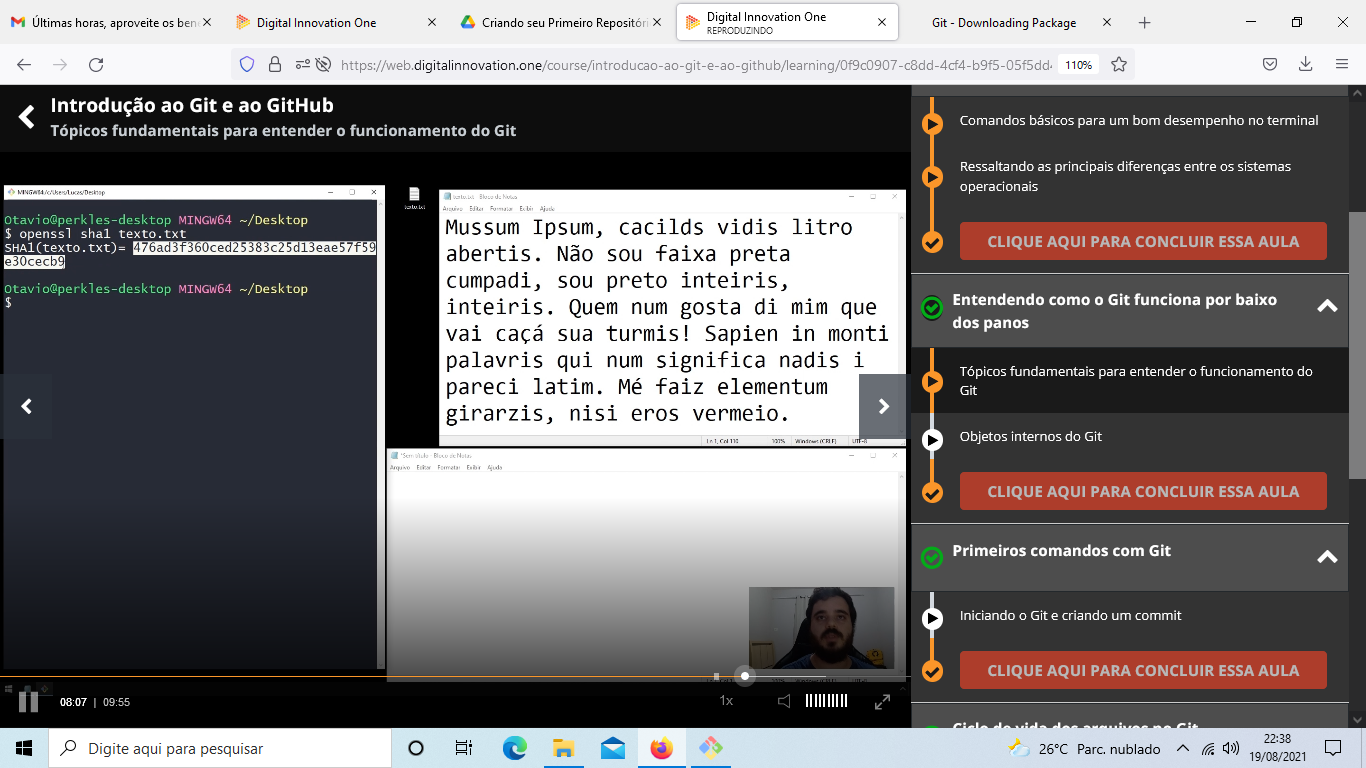 Últimas horas, aproveite os ben
Digital Innovation One
Criando seu Primeiro Repositóri
Digital Innovation One
REPRODUZINDO
Git - Downloading Package
https://web.digitalinnovation.one/course/introducao-ao-git-e-ao-github/learning/0f9c0907-c8dd-4cf4-b9f5-05f5dd4
110%
Introdução ao Git e ao GitHub
Tópicos fundamentais para entender o funcionamento do Git
MINGW64:/c/Users/Lucas/Desktop
Otavio@perkles-desktop MINGW64 ~/Desktop
$ openssl sha1 texto.txt
SHA1(texto.txt)= 476ad3f360ced25383c25d13eae57f59
e30cecb9
Otavio@perkles-desktop MINGW64 ~/Desktop
$
texto.txt
texto.txt - Bloco de Notas
Arquivo Editar Formatar Exibir Ajuda
Mussum Ipsum, cacilds vidis litro
abertis. Não sou faixa preta
cumpadi, sou preto inteiris,
inteiris. Quem num gosta di mim que
vai caçá sua turmis! Sapien in monti
palavris qui num significa nadis i
pareci latim. Mé faiz elementum
girarzis, nisi eros vermeio.
Ln 1, Col 110 100% Windows (CRLF) UTF-8
*Sem título - Bloco de Notas
Arquivo Editar Formatar Exibir Ajuda
08:07 | 09:55
1x
Comandos básicos para um bom desempenho no terminal
Ressaltando as principais diferenças entre os sistemas
operacionais
CLIQUE AQUI PARA CONCLUIR ESSA AULA
Entendendo como o Git funciona por baixo
dos panos
Tópicos fundamentais para entender o funcionamento do
Git
Objetos internos do Git
CLIQUE AQUI PARA CONCLUIR ESSA AULA
Primeiros comandos com Git
Iniciando o Git e criando um commit
CLIQUE AQUI PARA CONCLUIR ESSA AULA
Ciclo de vida dos arquivos no Git
Digite aqui para pesquisar
26°C Parc. nublado
22:38
19/08/2021